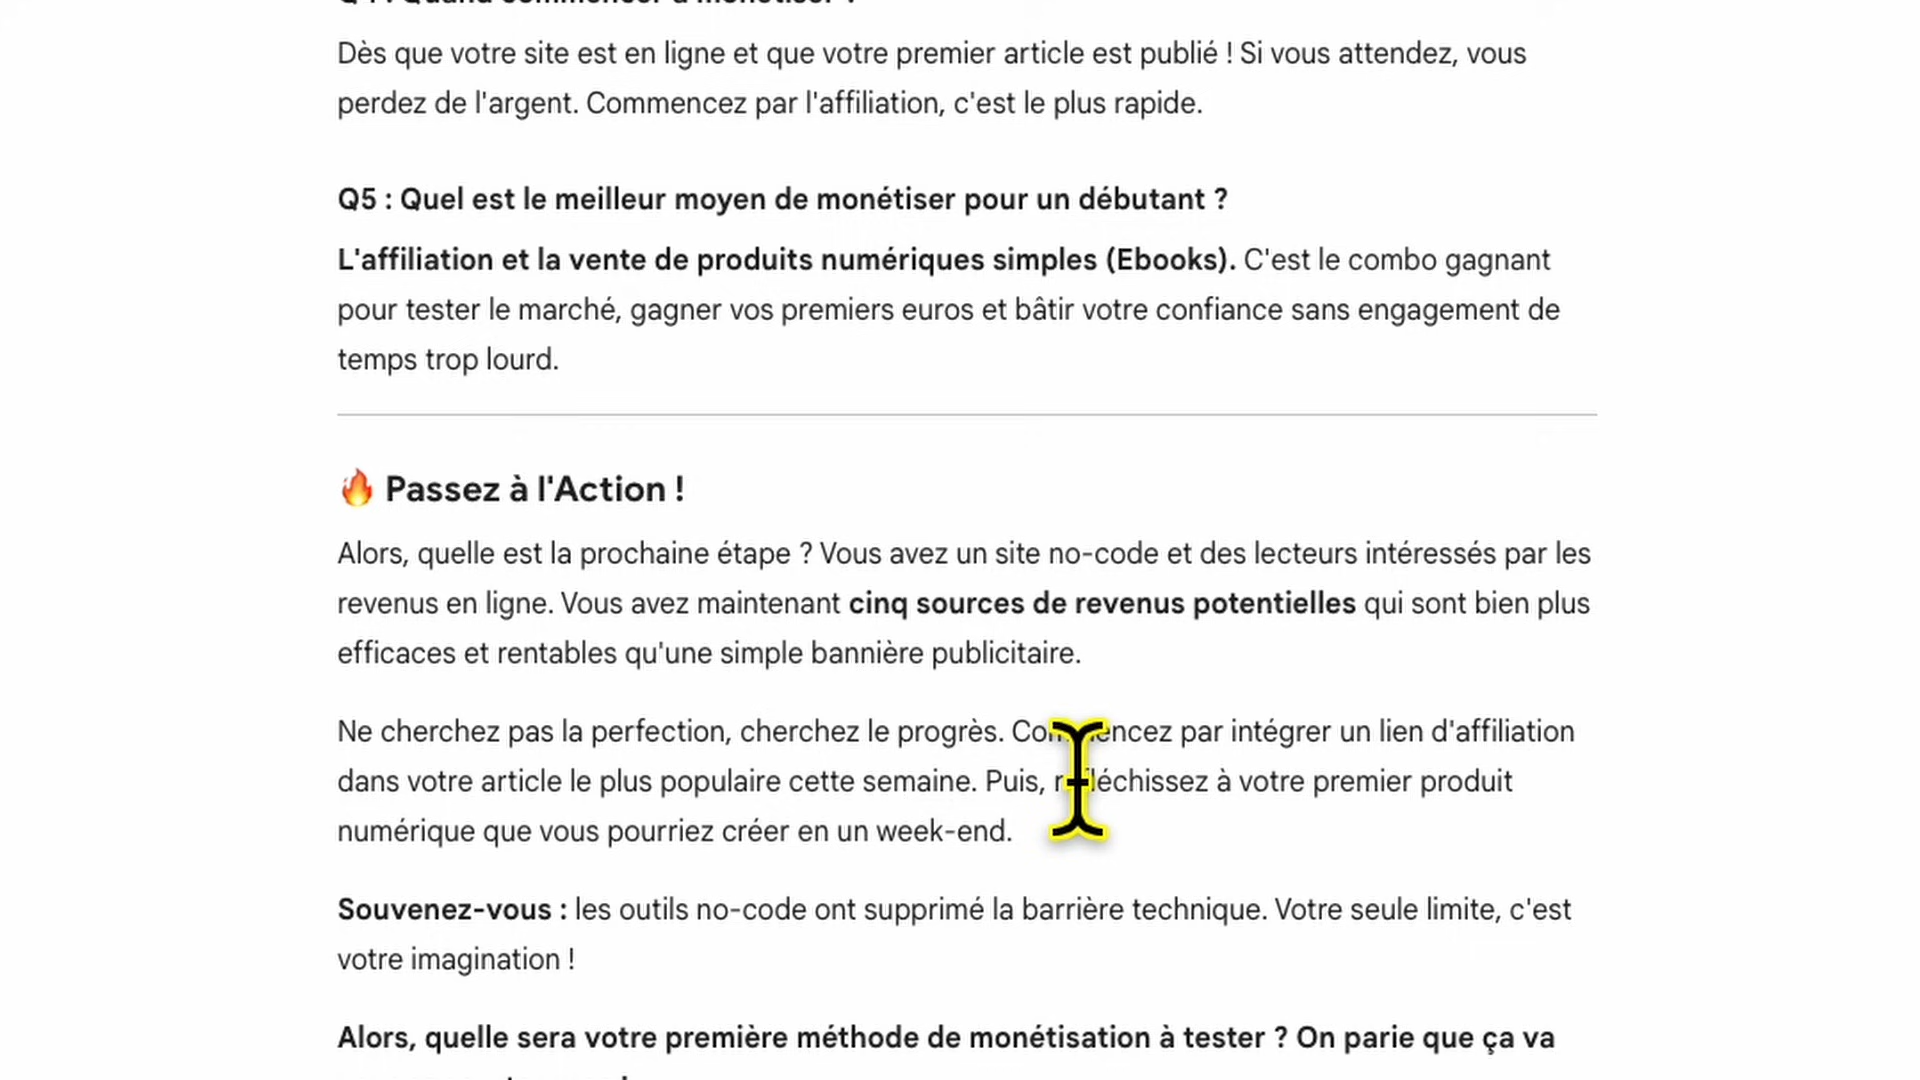 Q4 : Quand commencer à monétiser ?
Dès que votre site est en ligne et que votre premier article est publié ! Si vous attendez, vous
perdez de l'argent. Commencez par l'affiliation, c'est le plus rapide.
Q5 : Quel est le meilleur moyen de monétiser pour un débutant ?
L'affiliation et la vente de produits numériques simples (Ebooks). C'est le combo gagnant
pour tester le marché, gagner vos premiers euros et bâtir votre confiance sans engagement de
temps trop lourd.
🔥 Passez à l'Action !
Alors, quelle est la prochaine étape ? Vous avez un site no-code et des lecteurs intéressés par les
revenus en ligne. Vous avez maintenant cinq sources de revenus potentielles qui sont bien plus
efficaces et rentables qu'une simple bannière publicitaire.
Ne cherchez pas la perfection, cherchez le progrès. Commencez par intégrer un lien d'affiliation
dans votre article le plus populaire cette semaine. Puis, réfléchissez à votre premier produit
numérique que vous pourriez créer en un week-end.
Souvenez-vous : les outils no-code ont supprimé la barrière technique. Votre seule limite, c'est
votre imagination !
Alors, quelle sera votre première méthode de monétisation à tester ? On parie que ça va